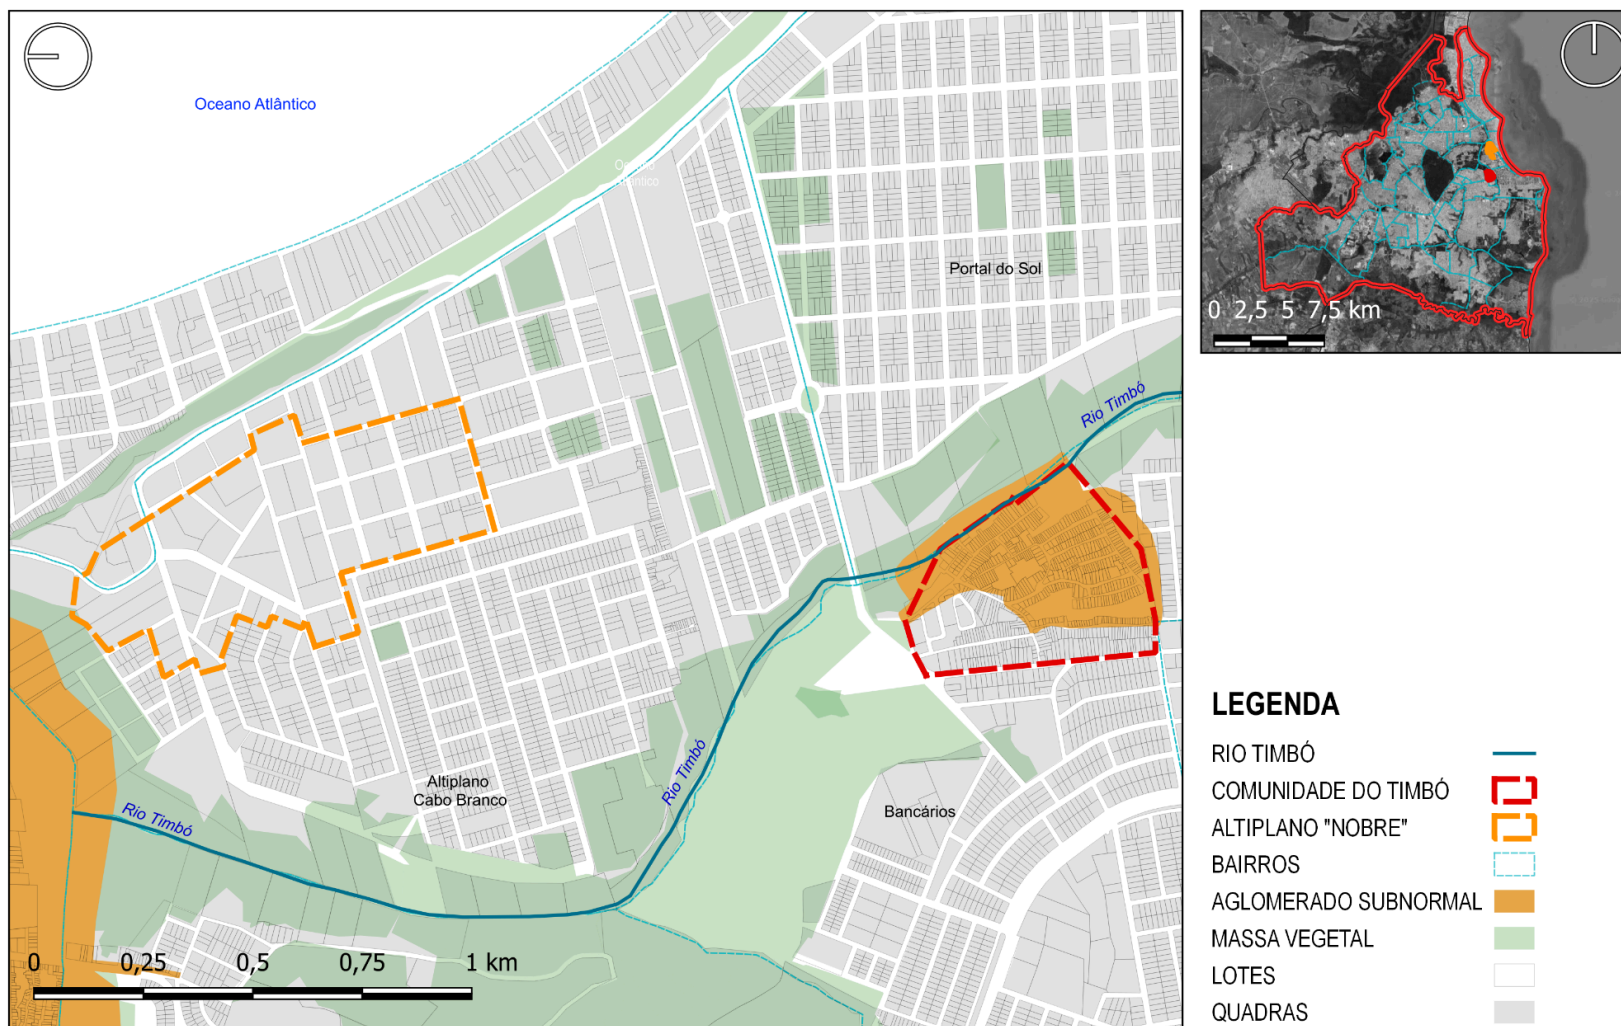 Oceano Atlântico
Oceano
Atlântico
Portal do Sol
Rio Timbó
Rio Timbó
Altiplano
Cabo Branco
Bancários
Rio Timbó
0 0,25 0,5 0,75 1 km
0 2,5 5 7,5 km
LEGENDA
RIO TIMBÓ
COMUNIDADE DO TIMBÓ
ALTIPLANO "NOBRE"
BAIRROS
AGLOMERADO SUBNORMAL
MASSA VEGETAL
LOTES
QUADRAS